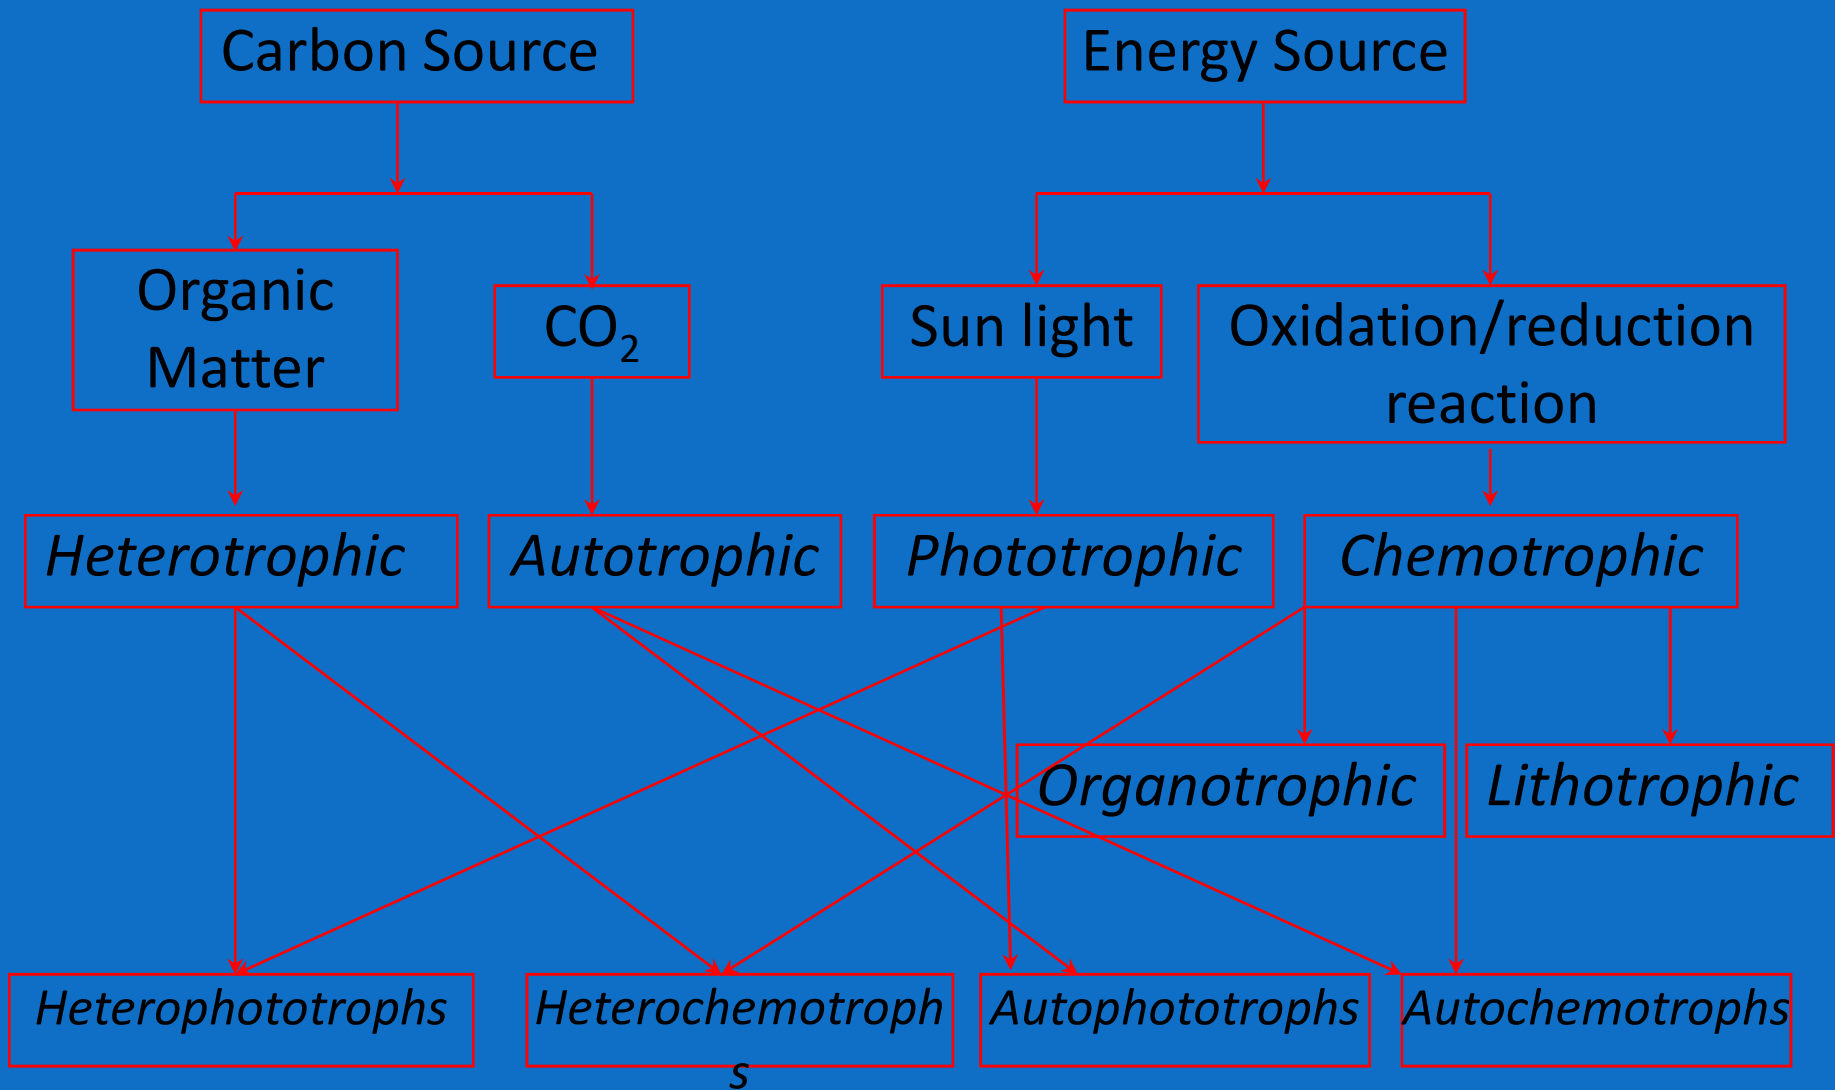 Carbon Source
Energy Source
Organic
Matter
CO₂
Sun light
Oxidation/reduction
reaction
Heterotrophic
Autotrophic
Phototrophic
Chemotrophic
Organotrophic
Lithotrophic
Heterophototrophs
Heterochemotroph
s
Autophototrophs
Autochemotrophs